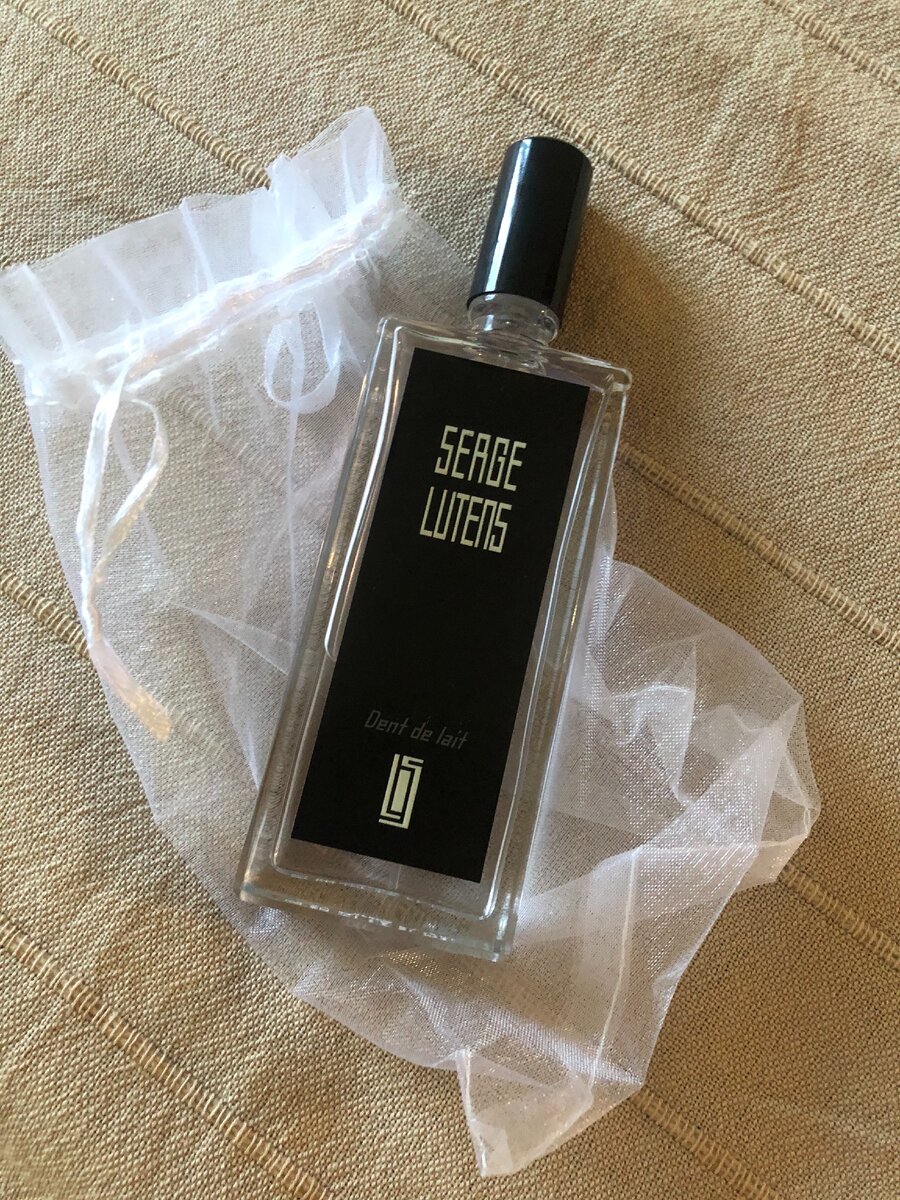 SERGE
LUTENS
Dent de lait